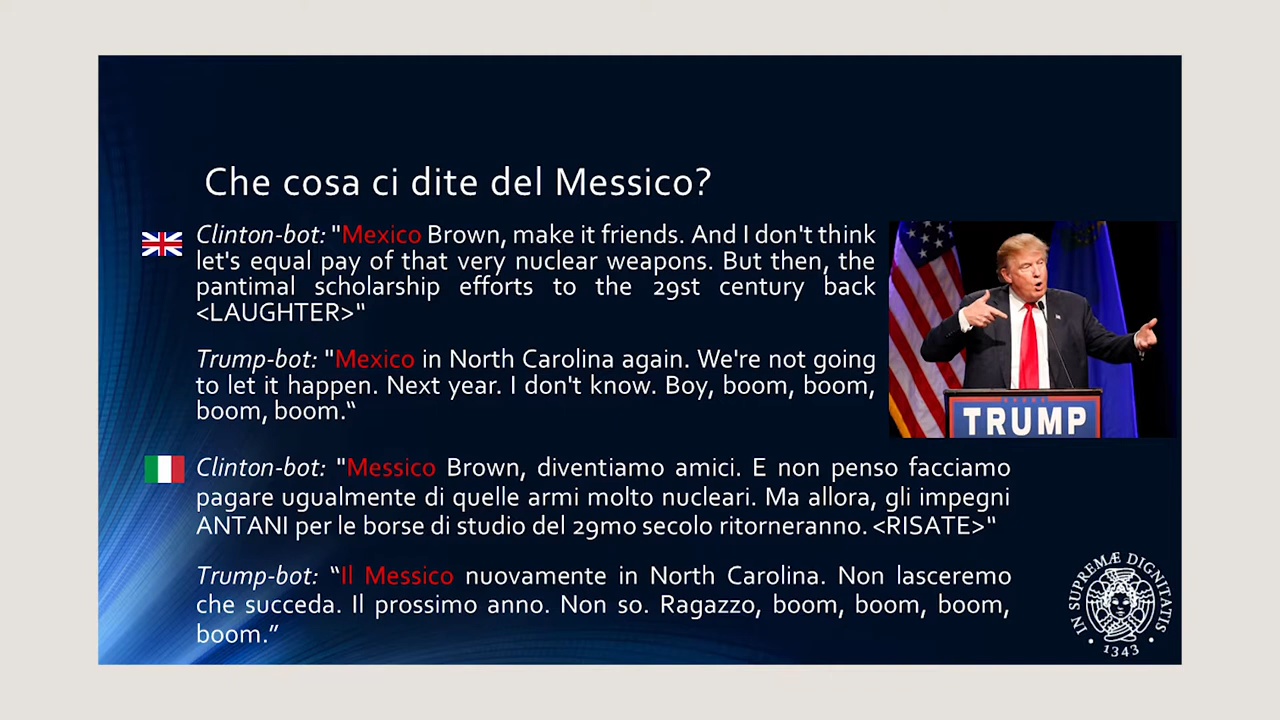 Che cosa ci dite del Messico?
Clinton-bot: "Mexico Brown, make it friends. And I don't think
let's equal pay of that very nuclear weapons. But then, the
pantimal scholarship efforts to the 29st century back
<LAUGHTER>"
Trump-bot: "Mexico in North Carolina again. We're not going
to let it happen. Next year. I don't know. Boy, boom, boom,
boom, boom.“
TRUMP
Clinton-bot: "Messico Brown, diventiamo amici. E non penso facciamo
pagare ugualmente di quelle armi molto nucleari. Ma allora, gli impegni
ANTANI per le borse di studio del 29mo secolo ritorneranno. <RISATE>"
Trump-bot: “Il Messico nuovamente in North Carolina. Non lasceremo
che succeda. Il prossimo anno. Non so. Ragazzo, boom, boom, boom,
boom.”
IN SUPREMÆ DIGNITATIS
• 1343 •